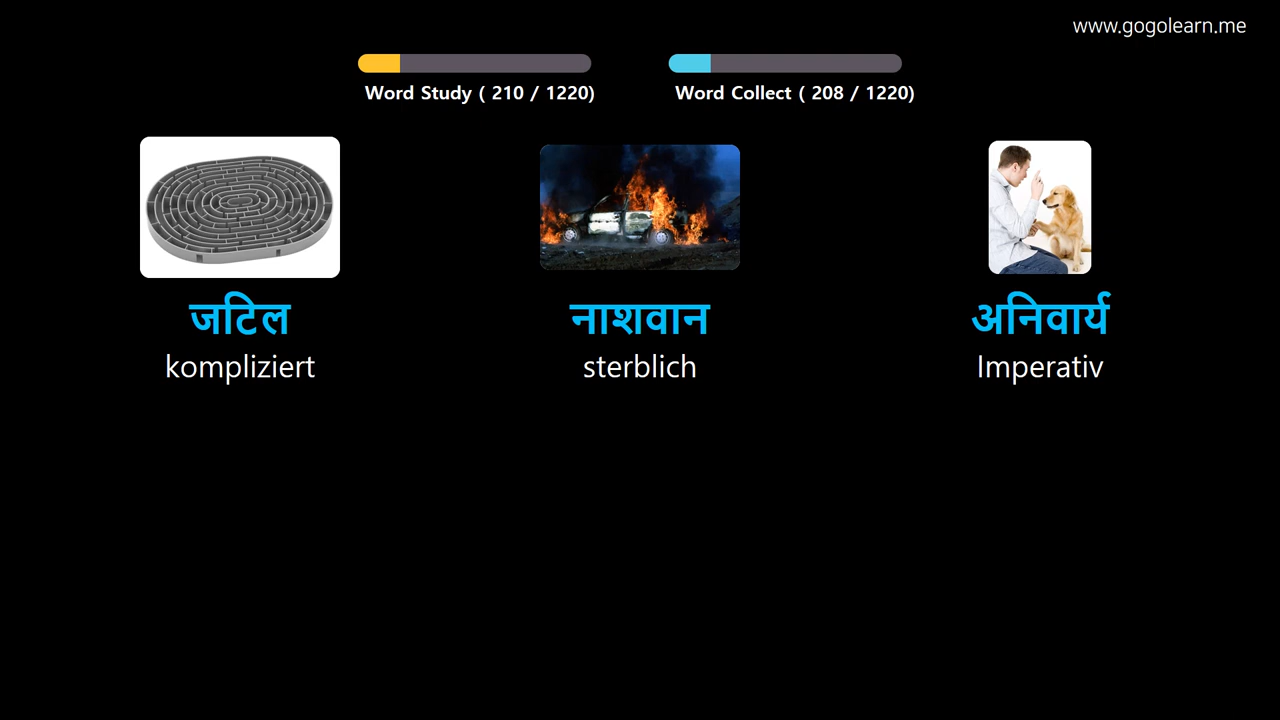 www.gogolearn.me
Word Study ( 210 / 1220)
Word Collect ( 208 / 1220)
जटिल
नाशवान
अनिवार्य
kompliziert
sterblich
Imperativ